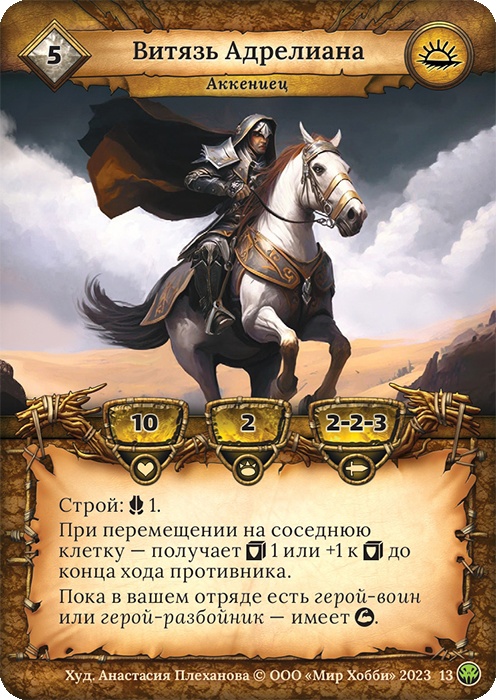 5
Витязь Адрелиана
Аккениец
10
2
2-2-3
Строй: 1.
При перемещении на соседнюю
клетку — получает 1 или +1 к до
конца хода противника.
Пока в вашем отряде есть герой-воин
или герой-разбойник — имеет .
Худ. Анастасия Плеханова © ООО «Мир Хобби» 2023 13